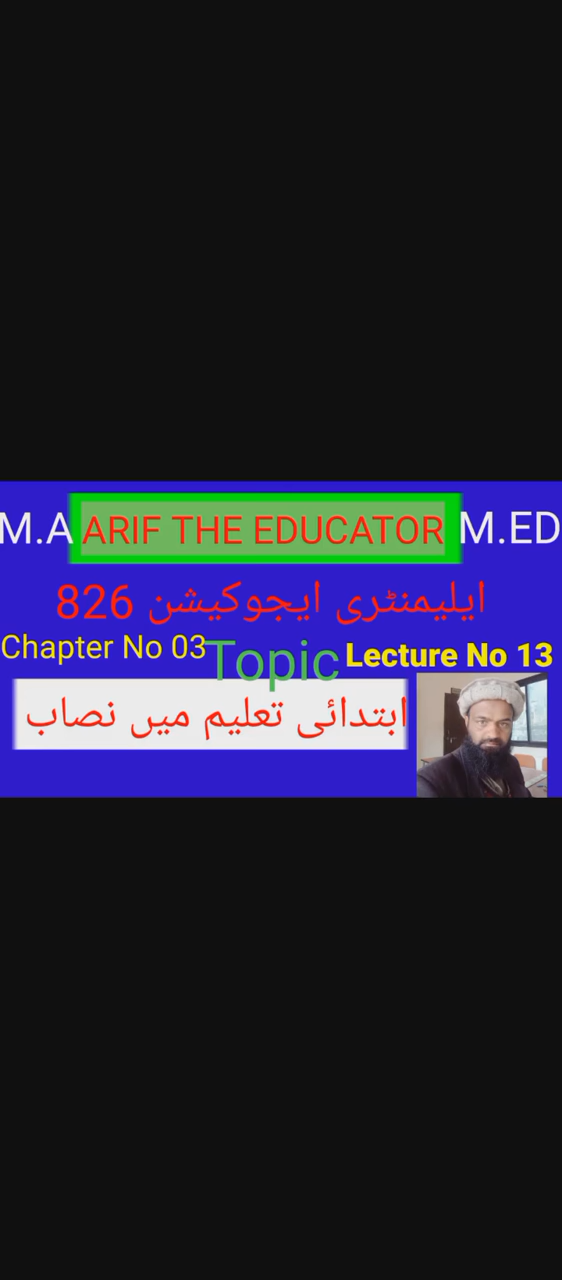 M.A ARIF THE EDUCATOR M.ED
ایلیمنٹری ایجوکیشن 826
Chapter No 03 Topic Lecture No 13
ابتدائی تعلیم میں نصاب